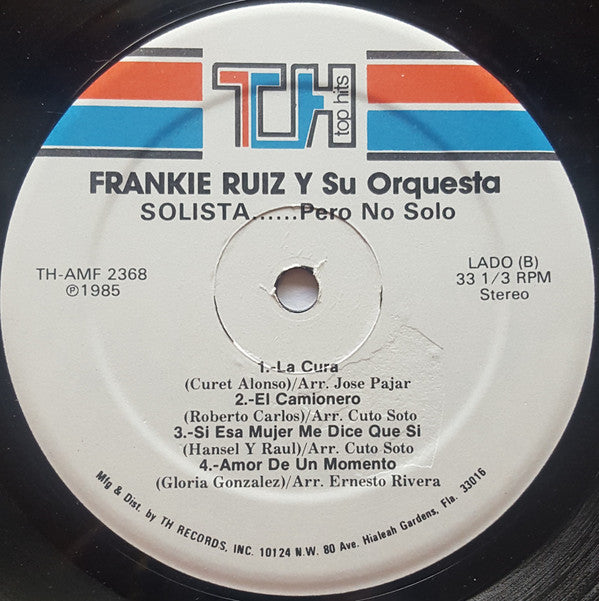 TH top hits
FRANKIE RUIZ Y Su Orquesta
SOLISTA......Pero No Solo
TH-AMF 2368
℗1985
LADO (B)
33 1/3 RPM
Stereo
1.-La Cura
(Curet Alonso)/Arr. Jose Pajar
2.-El Camionero
(Roberto Carlos)/Arr. Cuto Soto
3.-Si Esa Mujer Me Dice Que Si
(Hansel Y Raul)/Arr. Cuto Soto
4.-Amor De Un Momento
(Gloria Gonzalez)/Arr. Ernesto Rivera
Mfg & Dist. by TH RECORDS, INC. 10124 N.W. 80 Ave. Hialeah Gardens, Fla. 33016